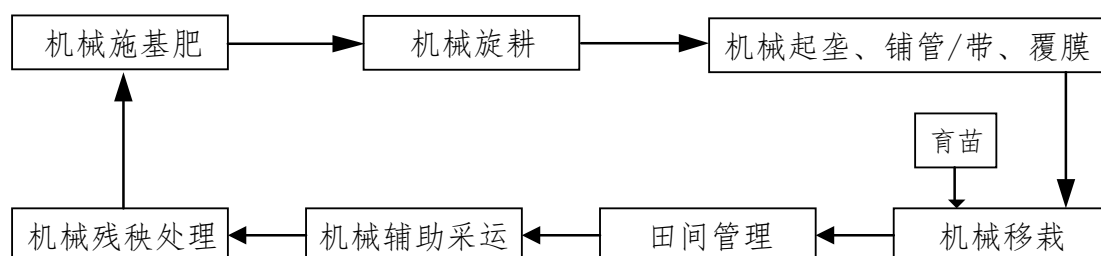 机械施基肥
机械旋耕
机械起垄、铺管/带、覆膜
育苗
机械残秧处理
机械辅助采运
田间管理
机械移栽